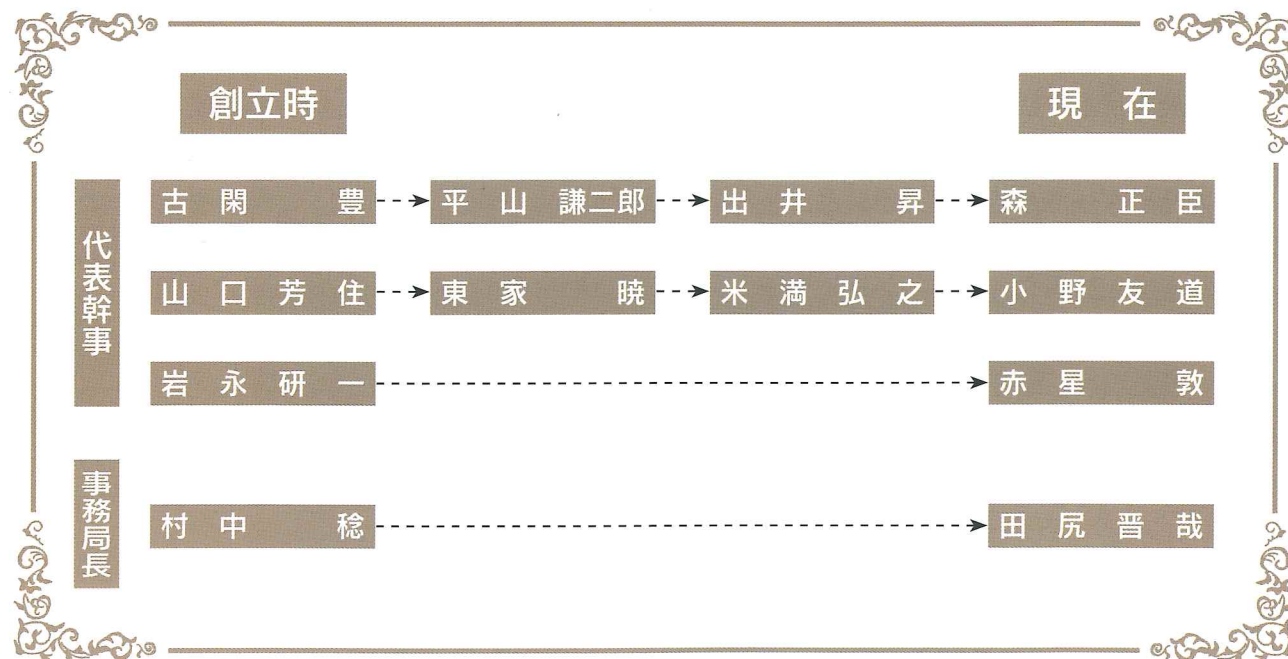 創立時 現在
代表幹事
古閑豊 平山謙二郎 出井昇 森正臣
山口芳住 東家暁 米満弘之 小野友道
岩永研一 赤星敦
事務局長
村中稔 田尻晋哉